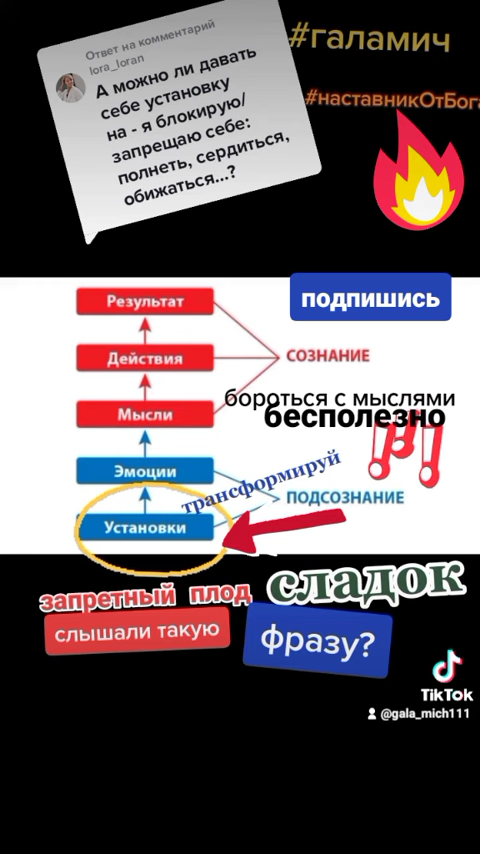 Ответ на комментарий
lora_loran
А можно ли давать
себе установку
на - я блокирую/
запрещаю себе:
полнеть, сердиться,
обижаться...?
#галамич
#наставникОтБога
подпишись
Результат
Действия
СОЗНАНИЕ
Мысли
бороться с мыслями
бесполезно
Эмоции
трансформируй
ПОДСОЗНАНИЕ
Установки
запретный плод сладок
слышали такую
фразу?
TikTok
@gala_mich111